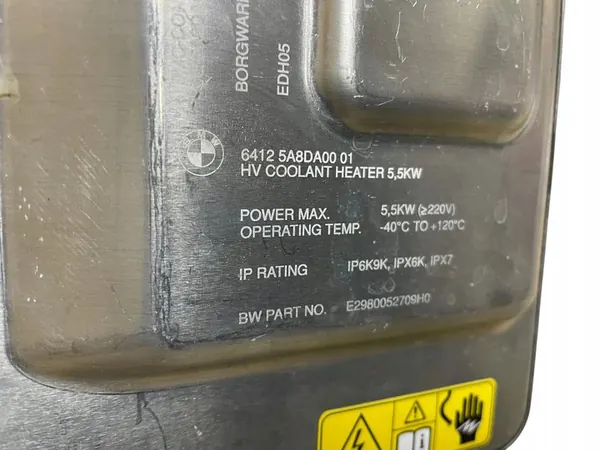 BORGWAR
EDH05
6412 5A8DA00 01
HV COOLANT HEATER 5,5KW
POWER MAX. 5,5KW (≥220V)
OPERATING TEMP. -40°C TO +120°C
IP RATING IP6K9K, IPX6K, IPX7
BW PART NO. E2980052709H0